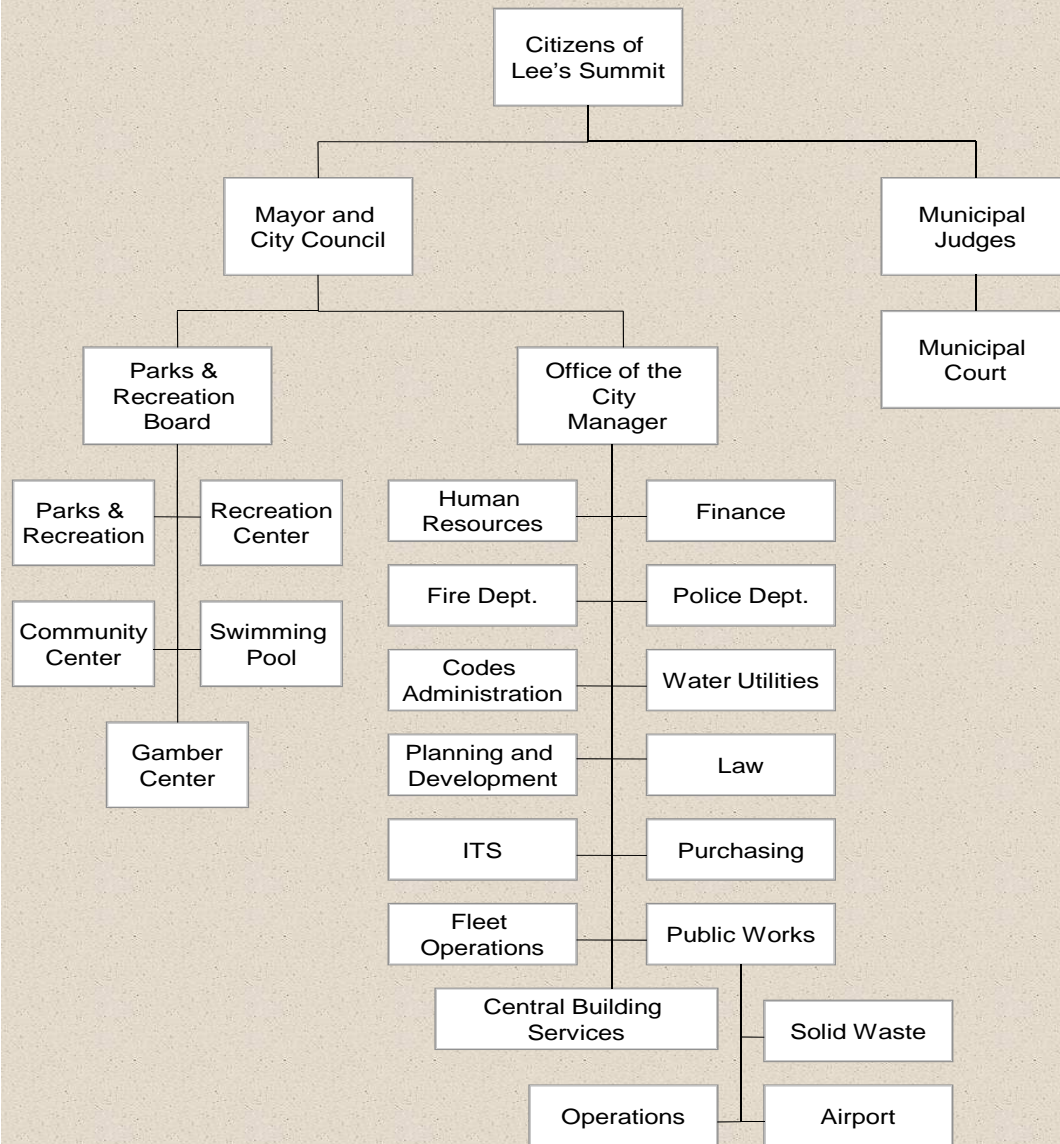 Citizens of
Lee's Summit
Mayor and
City Council
Municipal
Judges
Parks &
Recreation
Board
Office of the
City
Manager
Municipal
Court
Parks &
Recreation
Recreation
Center
Human
Resources
Finance
Fire Dept.
Police Dept.
Community
Center
Swimming
Pool
Codes
Administration
Water Utilities
Gamber
Center
Planning and
Development
Law
ITS
Purchasing
Fleet
Operations
Public Works
Central Building
Services
Solid Waste
Operations
Airport